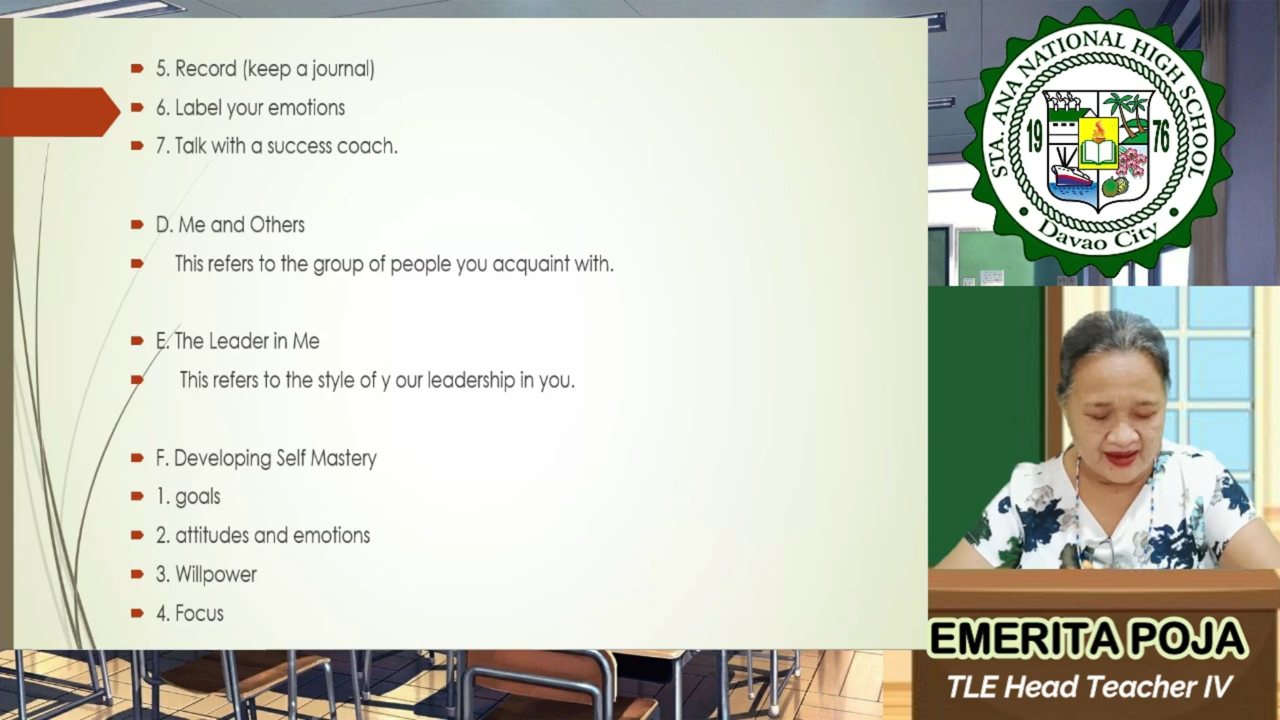 5. Record (keep a journal)
6. Label your emotions
7. Talk with a success coach.
D. Me and Others
This refers to the group of people you acquaint with.
E. The Leader in Me
This refers to the style of y our leadership in you.
F. Developing Self Mastery
1. goals
2. attitudes and emotions
3. Willpower
4. Focus
STA. ANA NATIONAL HIGH SCHOOL
19 76
Davao City
EMERITA POJA
TLE Head Teacher IV